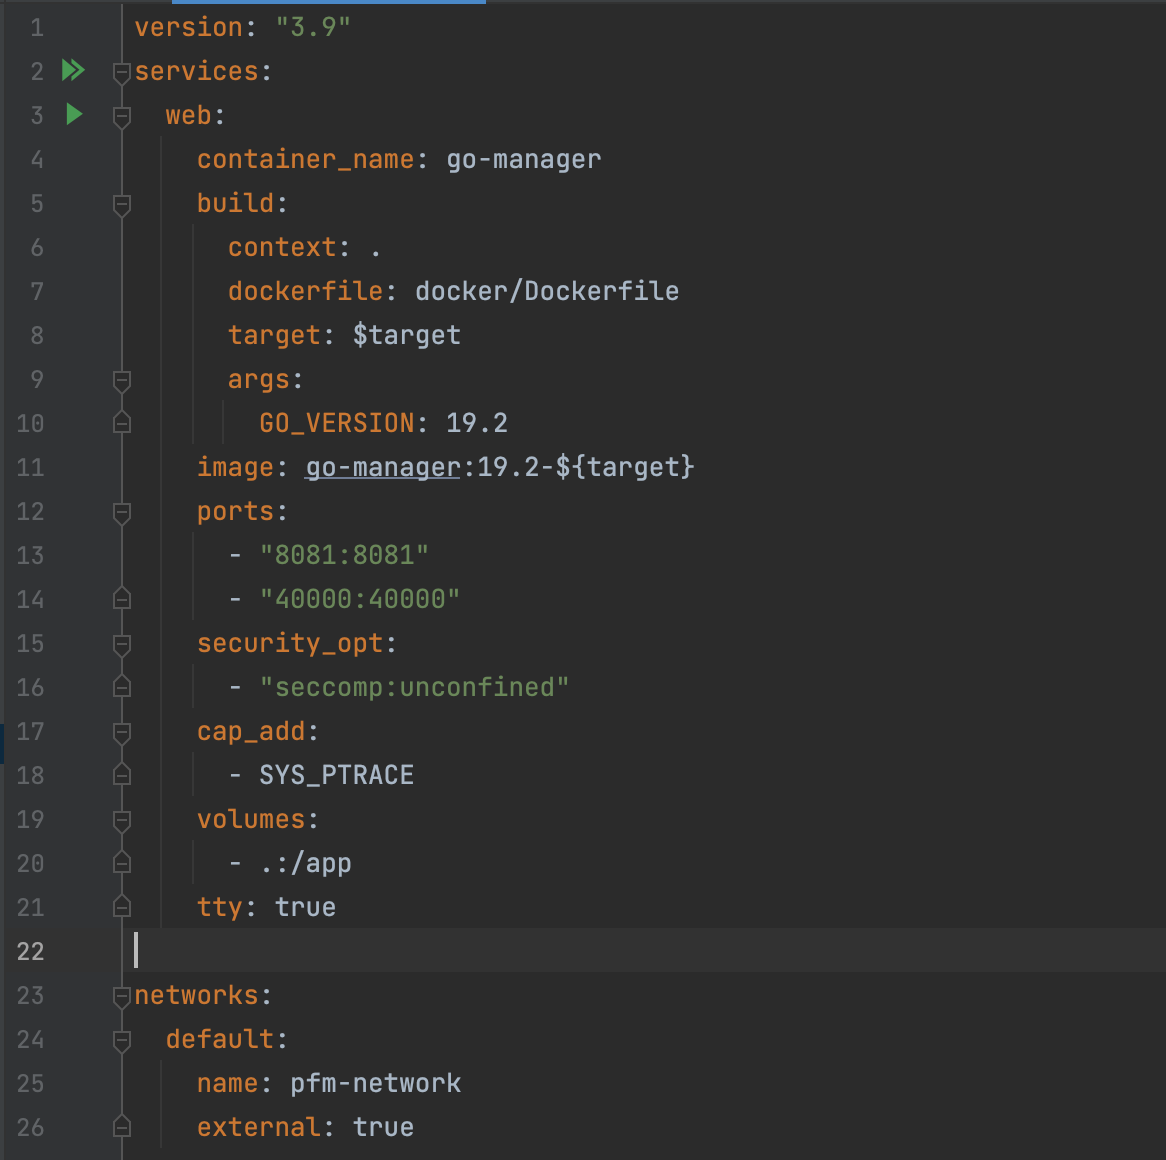 1 version: "3.9"
2 services:
3   web:
4     container_name: go-manager
5     build:
6       context: .
7       dockerfile: docker/Dockerfile
8       target: $target
9       args:
10         GO_VERSION: 19.2
11     image: go-manager:19.2-${target}
12     ports:
13       - "8081:8081"
14       - "40000:40000"
15     security_opt:
16       - "seccomp:unconfined"
17     cap_add:
18       - SYS_PTRACE
19     volumes:
20       - .:/app
21     tty: true
22
23 networks:
24   default:
25     name: pfm-network
26     external: true